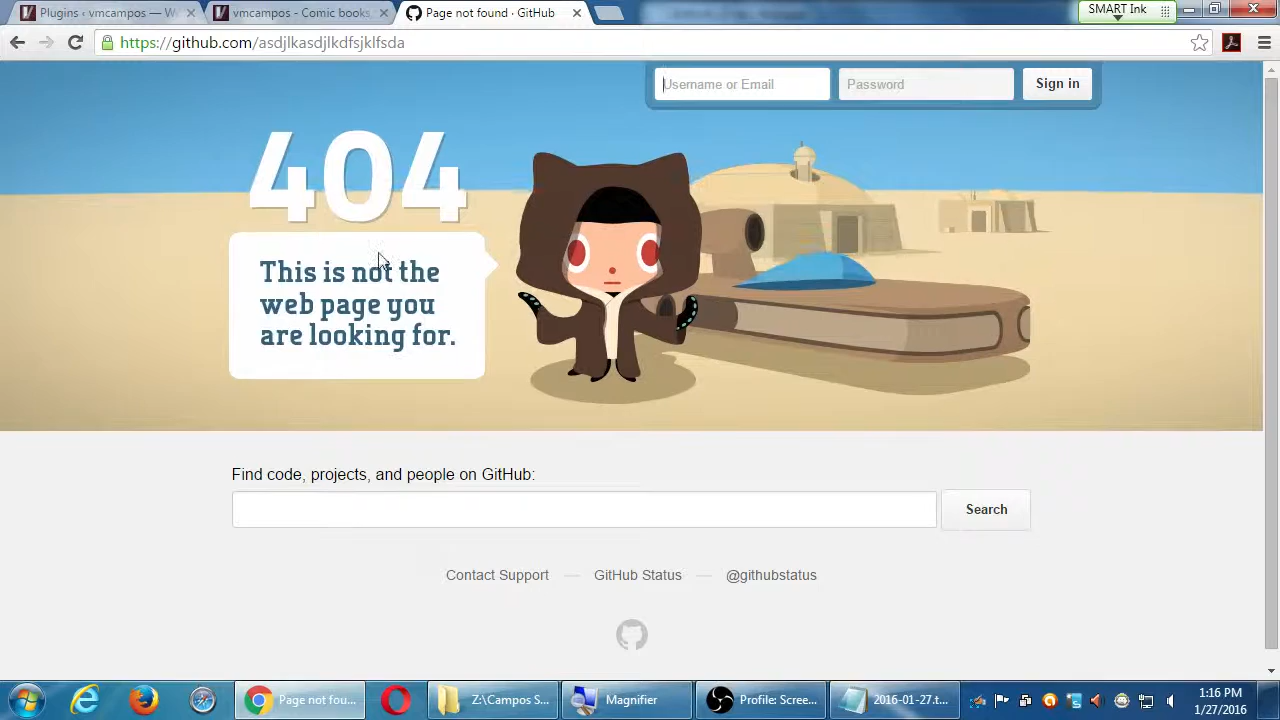 Plugins ‹ vmcampos — W
vmcampos - Comic books,
Page not found · GitHub
SMART Ink
https://github.com/asdjlkasdjlkdfsjklfsda
Username or Email
Password
Sign in
404
This is not the
web page you
are looking for.
Find code, projects, and people on GitHub:
Search
Contact Support — GitHub Status — @githubstatus
Page not fou...
Z:\Campos S...
Magnifier
Profile: Scree...
2016-01-27.t...
1:16 PM
1/27/2016